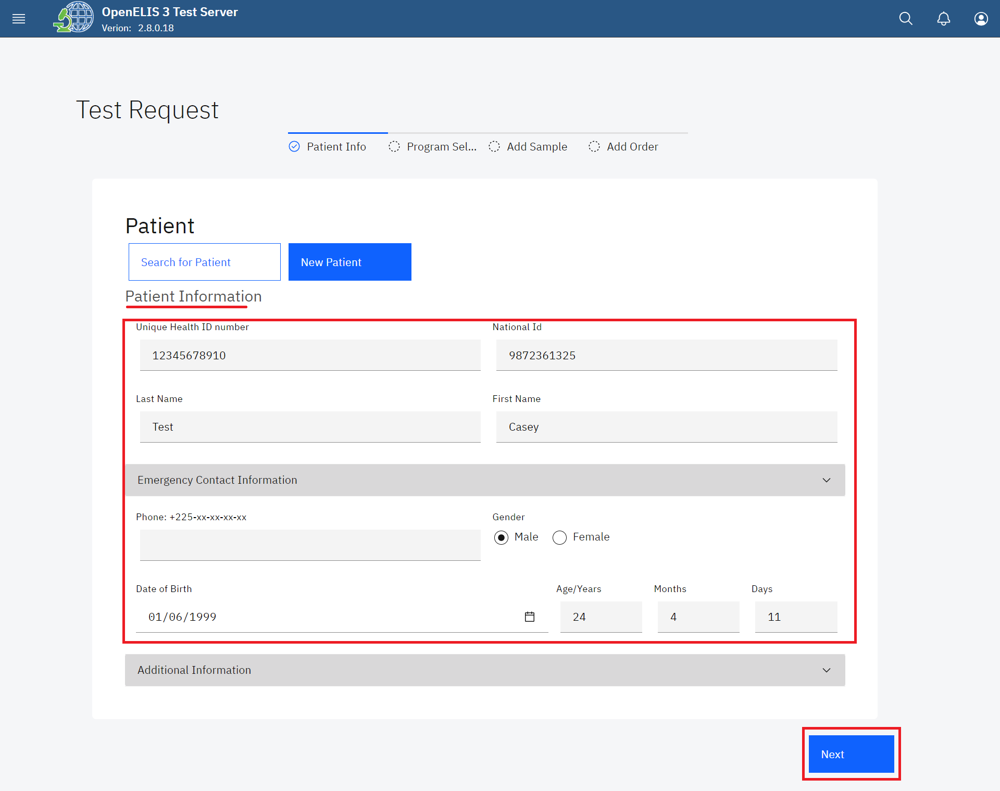 OpenELIS 3 Test Server
Verion: 2.8.0.18
Test Request
Patient Info
Program Sel...
Add Sample
Add Order
Patient
Search for Patient
New Patient
Patient Information
Unique Health ID number
National Id
12345678910
9872361325
Last Name
First Name
Test
Casey
Emergency Contact Information
Phone: +225-xx-xx-xx-xx
Gender
Male
Female
Date of Birth
Age/Years
Months
Days
01/06/1999
24
4
11
Additional Information
Next